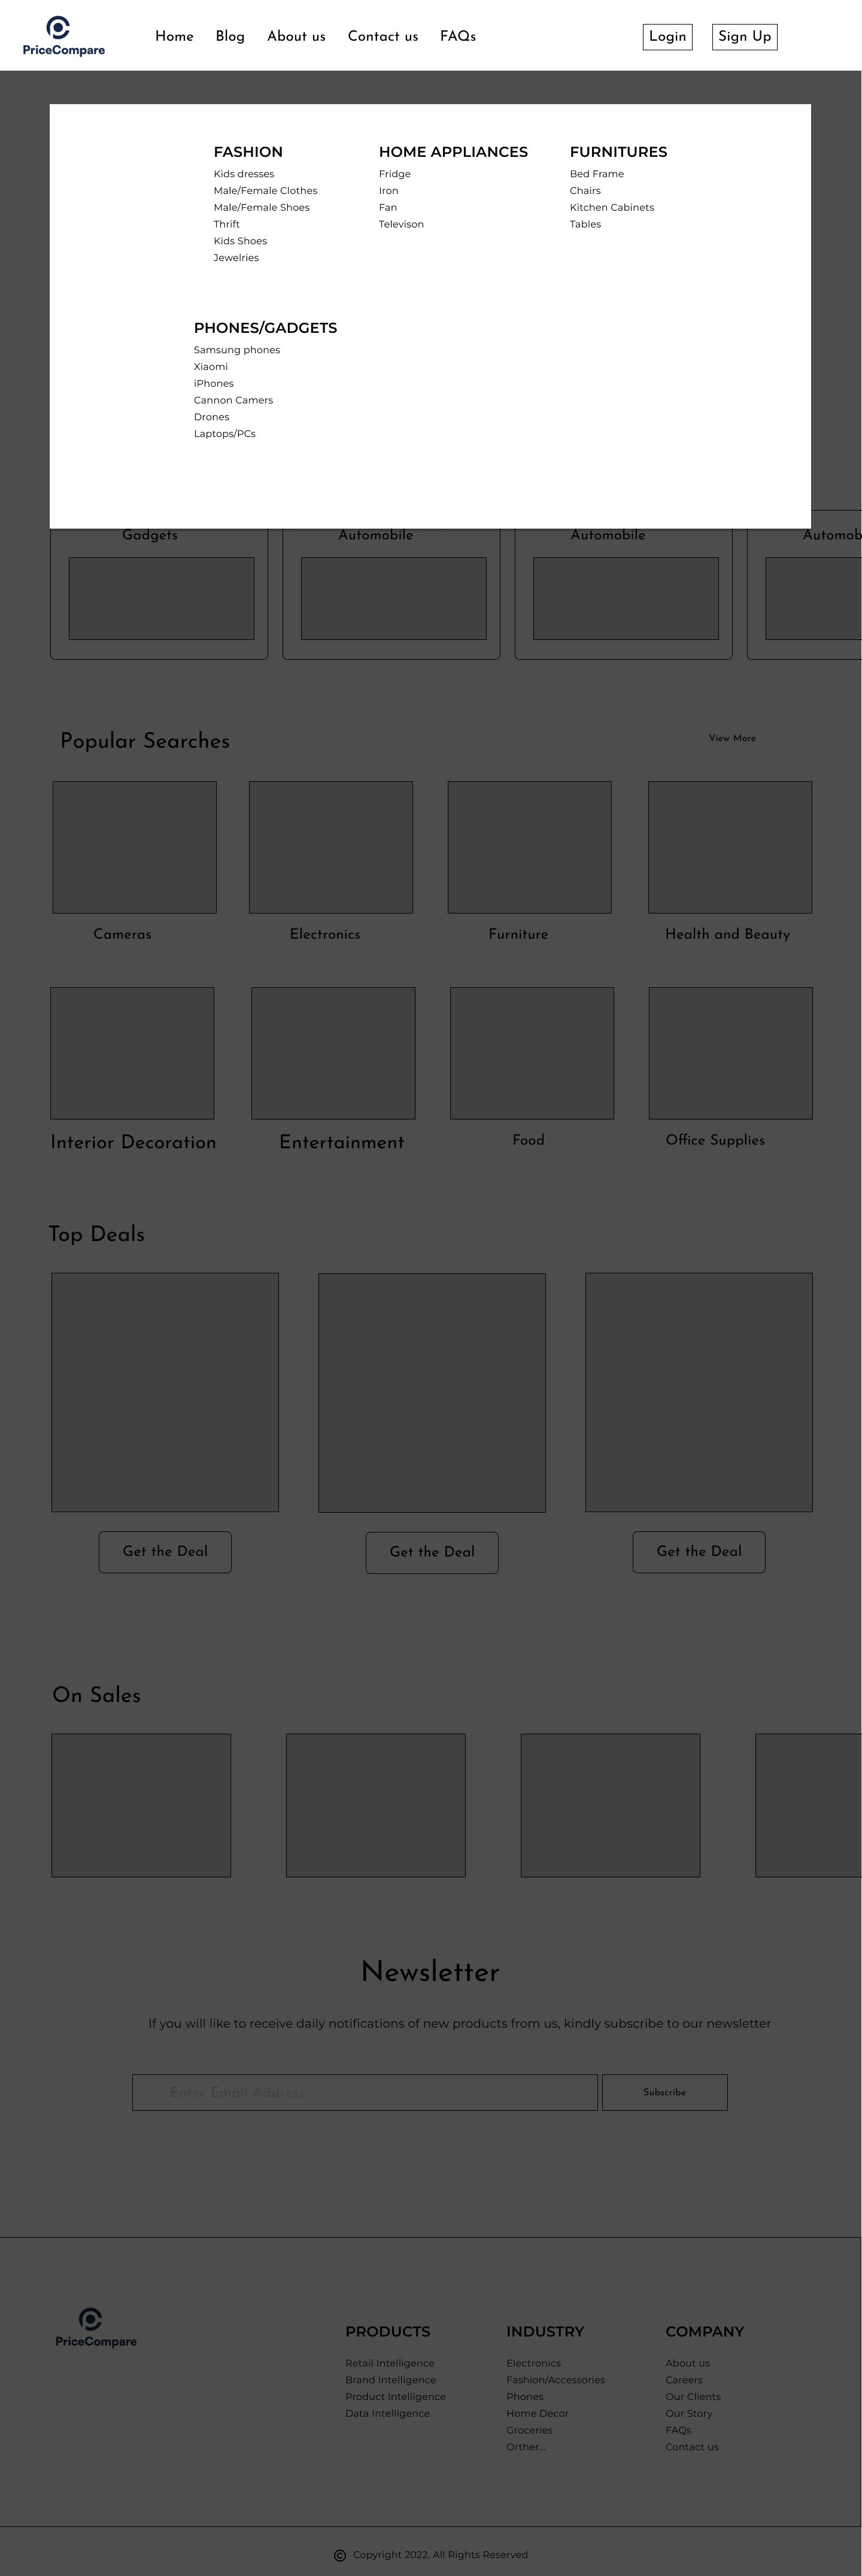 PriceCompare
Home Blog About us Contact us FAQs
Login Sign Up
FASHION
Kids dresses
Male/Female Clothes
Male/Female Shoes
Thrift
Kids Shoes
Jewelries
HOME APPLIANCES
Fridge
Iron
Fan
Televison
FURNITURES
Bed Frame
Chairs
Kitchen Cabinets
Tables
PHONES/GADGETS
Samsung phones
Xiaomi
iPhones
Cannon Camers
Drones
Laptops/PCs
Gadgets Automobile Automobile Automob
Popular Searches
View More
Cameras Electronics Furniture Health and Beauty
Interior Decoration Entertainment Food Office Supplies
Top Deals
Get the Deal Get the Deal Get the Deal
On Sales
Newsletter
If you will like to receive daily notifications of new products from us, kindly subscribe to our newsletter
Enter Email Address Subscribe
PriceCompare
PRODUCTS
Retail Intelligence
Brand Intelligence
Product Intelligence
Data Intelligence
INDUSTRY
Electronics
Fashion/Accessories
Phones
Home Decor
Groceries
Orther...
COMPANY
About us
Careers
Our Clients
Our Story
FAQs
Contact us
© Copyright 2022. All Rights Reserved